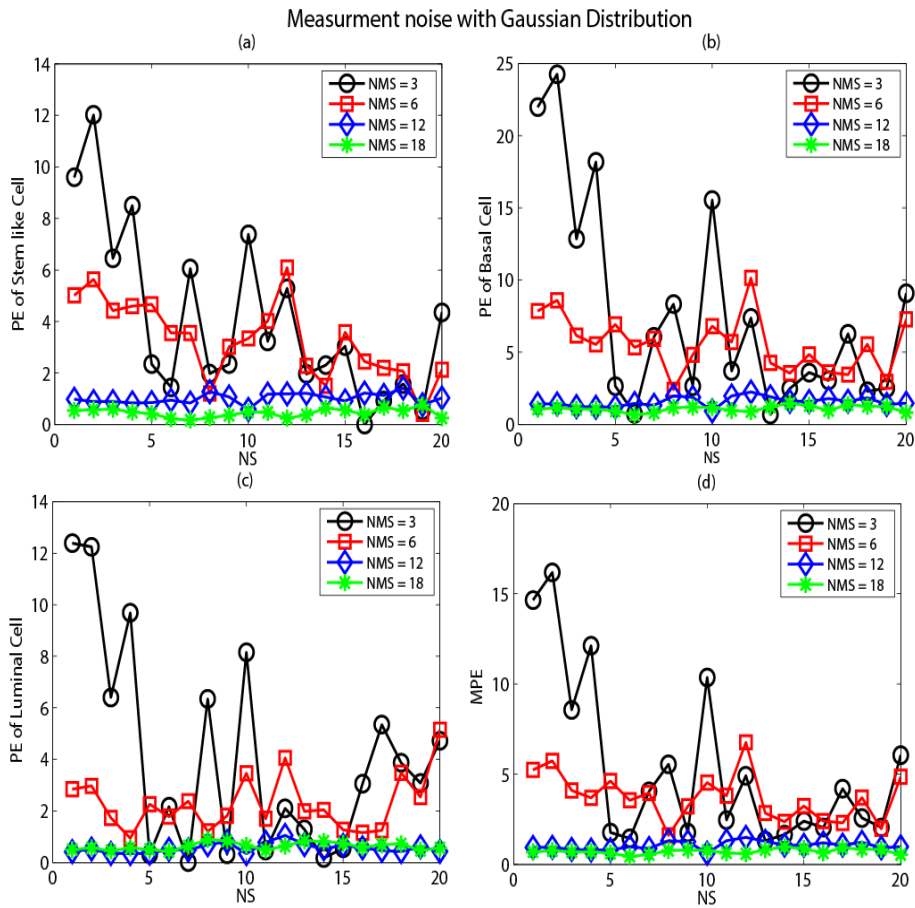 Measurment noise with Gaussian Distribution
(a)
14
12
10
8
6
4
2
0
PE of Stem like Cell
NMS = 3
NMS = 6
NMS = 12
NMS = 18
0 5 10 15 20
NS
(b)
25
20
15
10
5
0
PE of Basal Cell
NMS = 3
NMS = 6
NMS = 12
NMS = 18
0 5 10 15 20
NS
(c)
14
12
10
8
6
4
2
0
PE of Luminal Cell
NMS = 3
NMS = 6
NMS = 12
NMS = 18
0 5 10 15 20
NS
(d)
20
15
10
5
0
MPE
NMS = 3
NMS = 6
NMS = 12
NMS = 18
0 5 10 15 20
NS